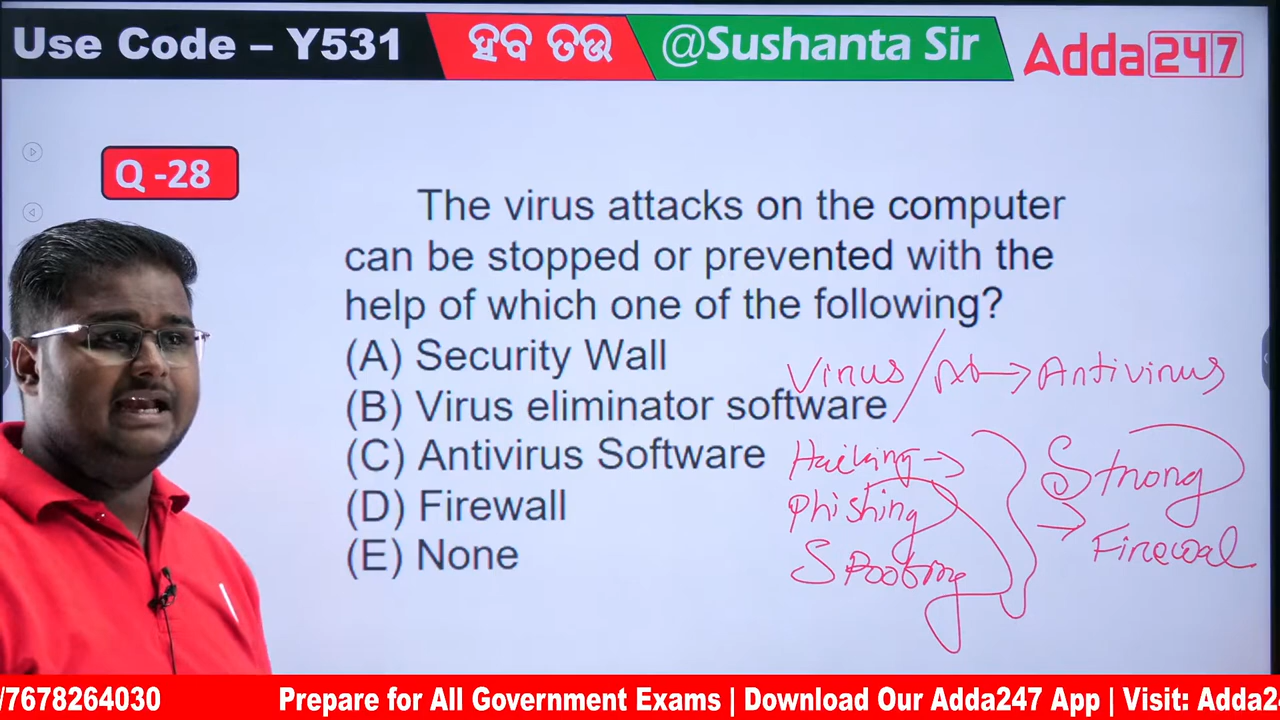 Use Code – Y531
ହବ ତଉ
@Sushanta Sir
Adda247
Q -28
The virus attacks on the computer
can be stopped or prevented with the
help of which one of the following?
(A) Security Wall
(B) Virus eliminator software
(C) Antivirus Software
(D) Firewall
(E) None
Virus / → Antivirus
Hacking →
Phishing
Spoofing
Strong
→ Firewal
/7678264030
Prepare for All Government Exams | Download Our Adda247 App | Visit: Adda2